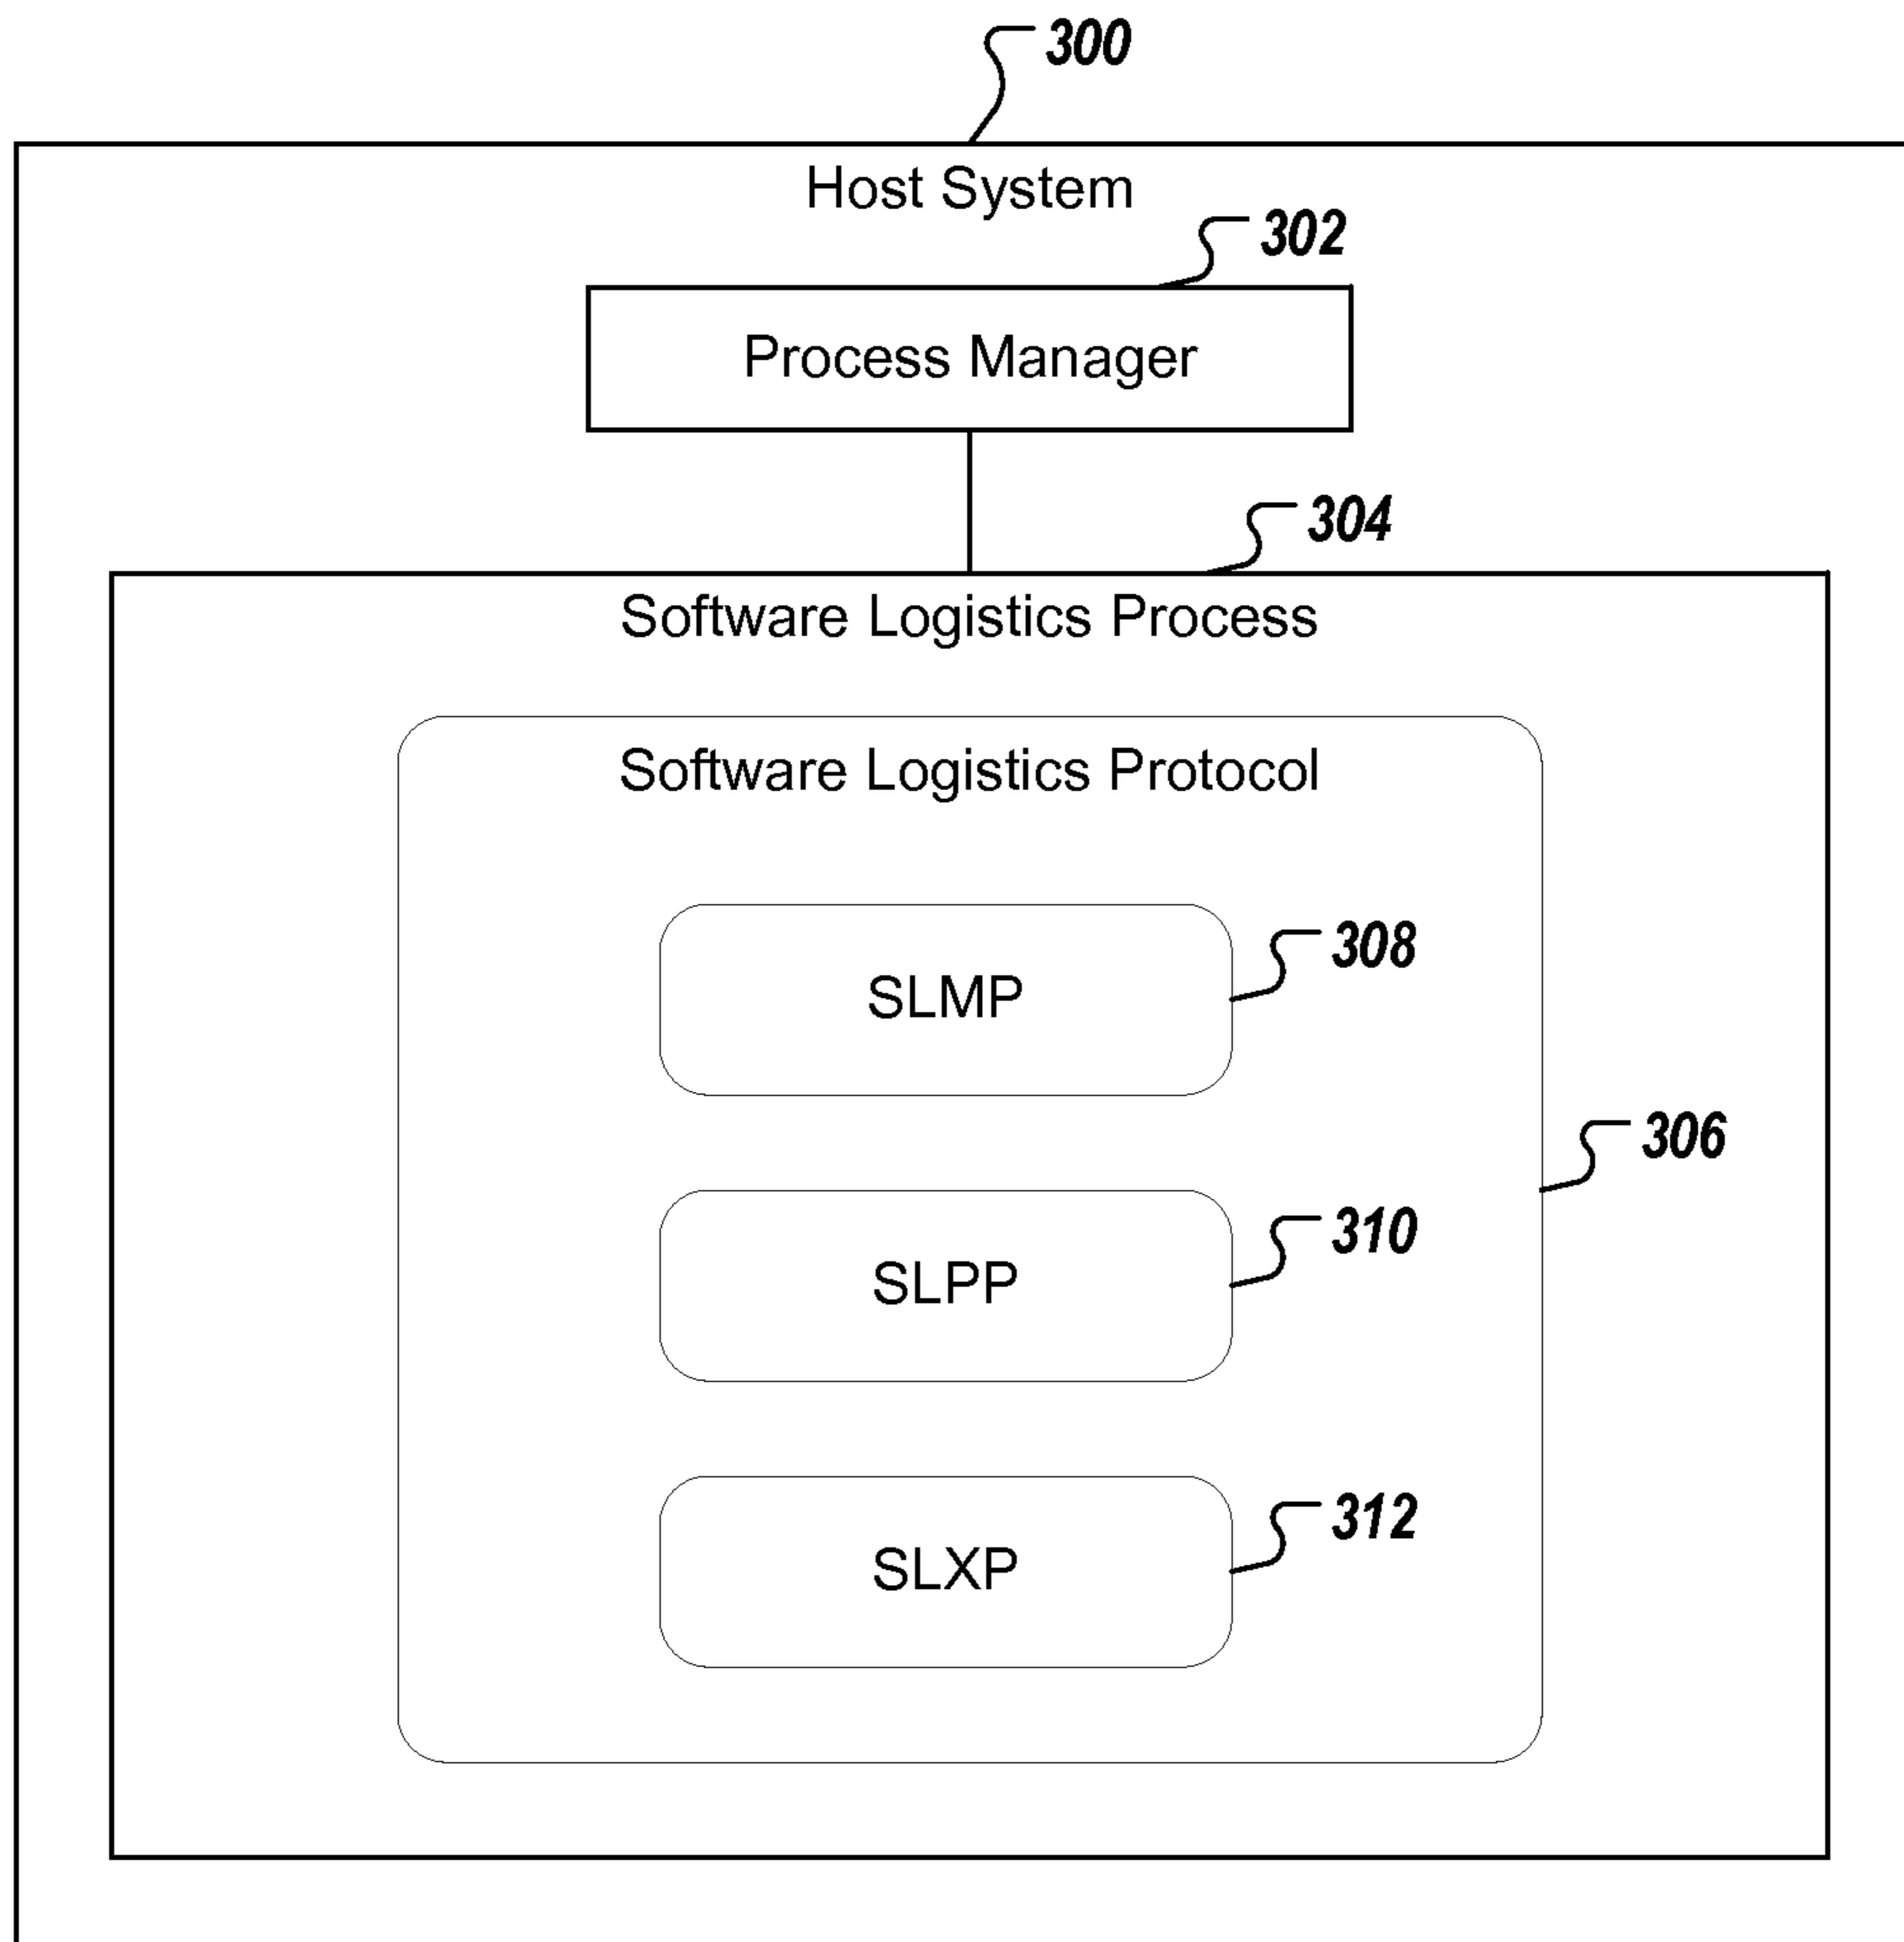 300
Host System
302
Process Manager
304
Software Logistics Process
Software Logistics Protocol
308
SLMP
306
310
SLPP
312
SLXP